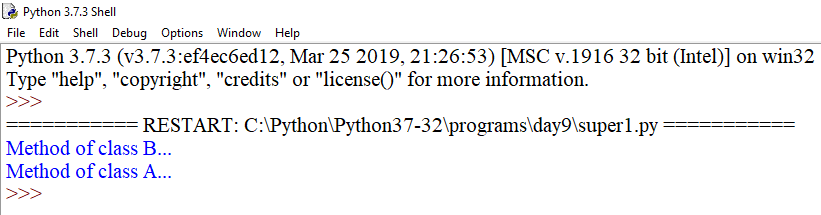 Python 3.7.3 Shell
File Edit Shell Debug Options Window Help
Python 3.7.3 (v3.7.3:ef4ec6ed12, Mar 25 2019, 21:26:53) [MSC v.1916 32 bit (Intel)] on win32
Type "help", "copyright", "credits" or "license()" for more information.
>>>
=========== RESTART: C:\Python\Python37-32\programs\day9\super1.py ===========
Method of class B...
Method of class A...
>>>